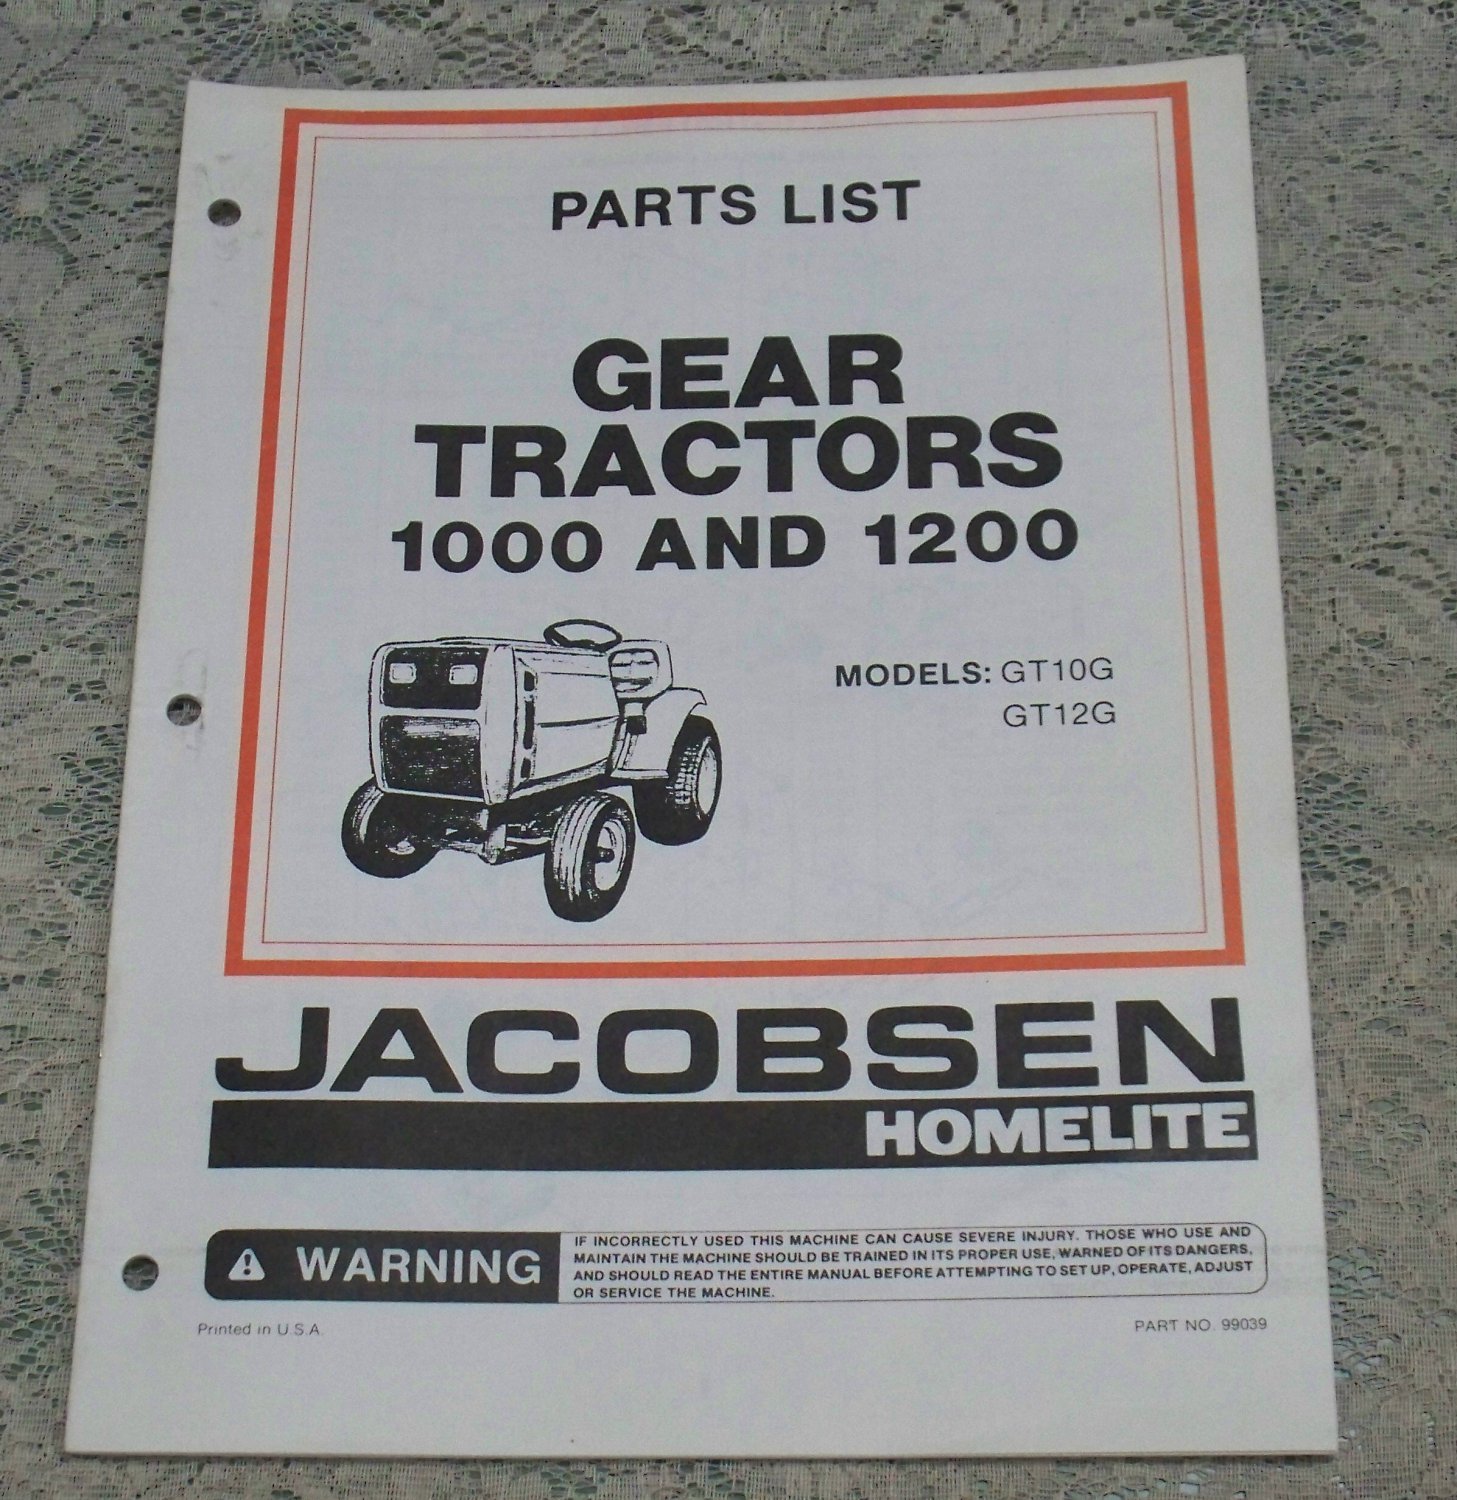 PARTS LIST
GEAR
TRACTORS
1000 AND 1200
MODELS: GT10G
GT12G
JACOBSEN
HOMELITE
WARNING
IF INCORRECTLY USED THIS MACHINE CAN CAUSE SEVERE INJURY. THOSE WHO USE AND
MAINTAIN THE MACHINE SHOULD BE TRAINED IN ITS PROPER USE, WARNED OF ITS DANGERS,
AND SHOULD READ THE ENTIRE MANUAL BEFORE ATTEMPTING TO SET UP, OPERATE, ADJUST
OR SERVICE THE MACHINE.
Printed in U.S.A.
PART NO. 99039